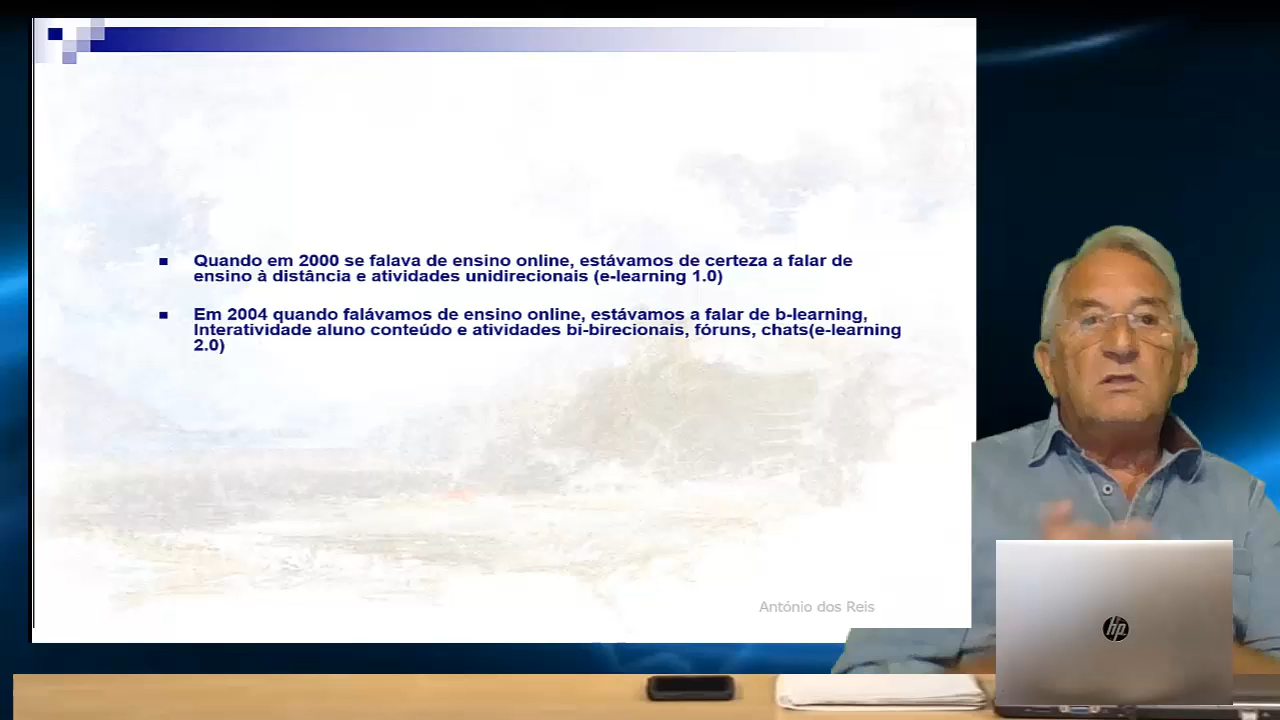 Quando em 2000 se falava de ensino online, estávamos de certeza a falar de
ensino à distância e atividades unidirecionais (e-learning 1.0)
Em 2004 quando falávamos de ensino online, estávamos a falar de b-learning,
Interatividade aluno conteúdo e atividades bi-birecionais, fóruns, chats(e-learning
2.0)
António dos Reis
hp